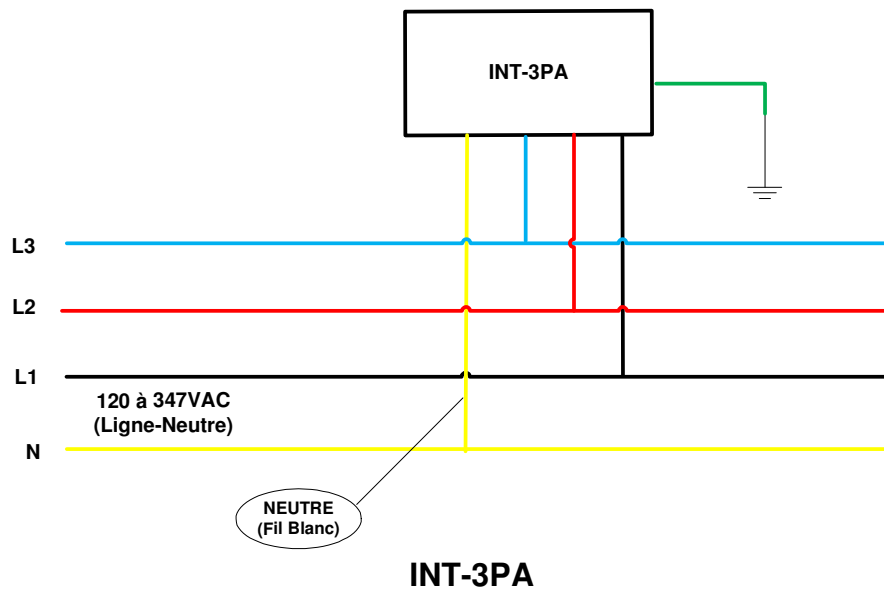 INT-3PA
L3
L2
L1
120 à 347VAC
(Ligne-Neutre)
N
NEUTRE
(Fil Blanc)
INT-3PA